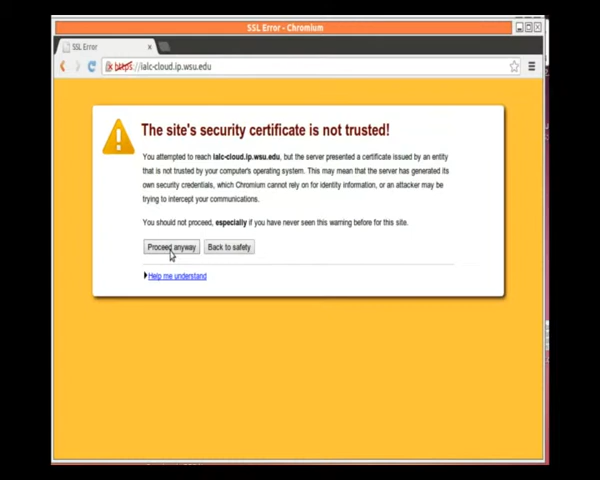 SSL Error - Chromium
SSL Error
https://ialc-cloud.ip.wsu.edu
The site's security certificate is not trusted!
You attempted to reach ialc-cloud.ip.wsu.edu, but the server presented a certificate issued by an entity
that is not trusted by your computer's operating system. This may mean that the server has generated its
own security credentials, which Chromium cannot rely on for identity information, or an attacker may be
trying to intercept your communications.
You should not proceed, especially if you have never seen this warning before for this site.
Proceed anyway Back to safety
Help me understand